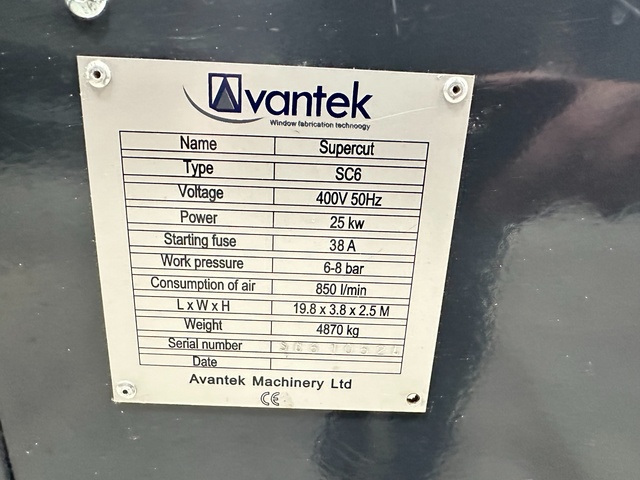 Avantek
Window fabrication technoogy
Name Supercut
Type SC6
Voltage 400V 50Hz
Power 25 kw
Starting fuse 38 A
Work pressure 6-8 bar
Consumption of air 850 l/min
L x W x H 19.8 x 3.8 x 2.5 M
Weight 4870 kg
Serial number
Date
Avantek Machinery Ltd
CE